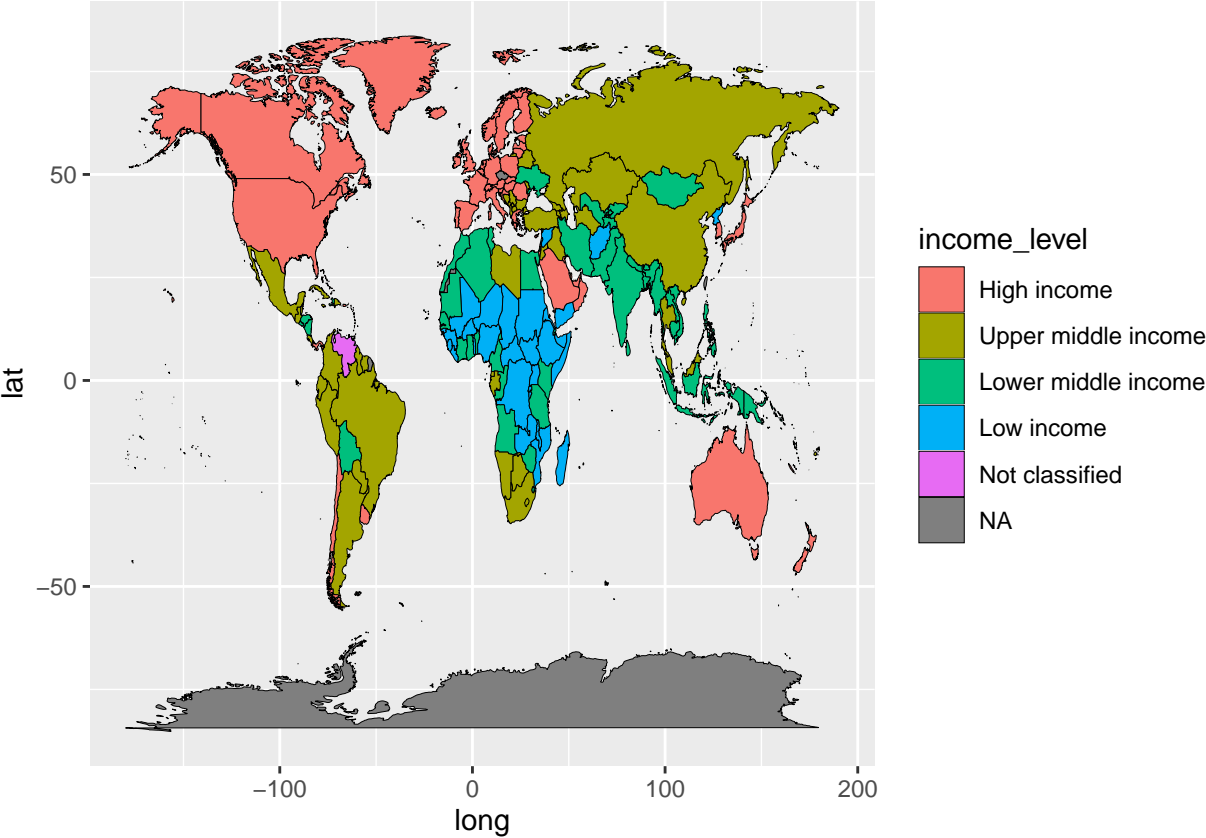 50
0
−50
lat
−100
0
100
200
long
income_level
High income
Upper middle income
Lower middle income
Low income
Not classified
NA